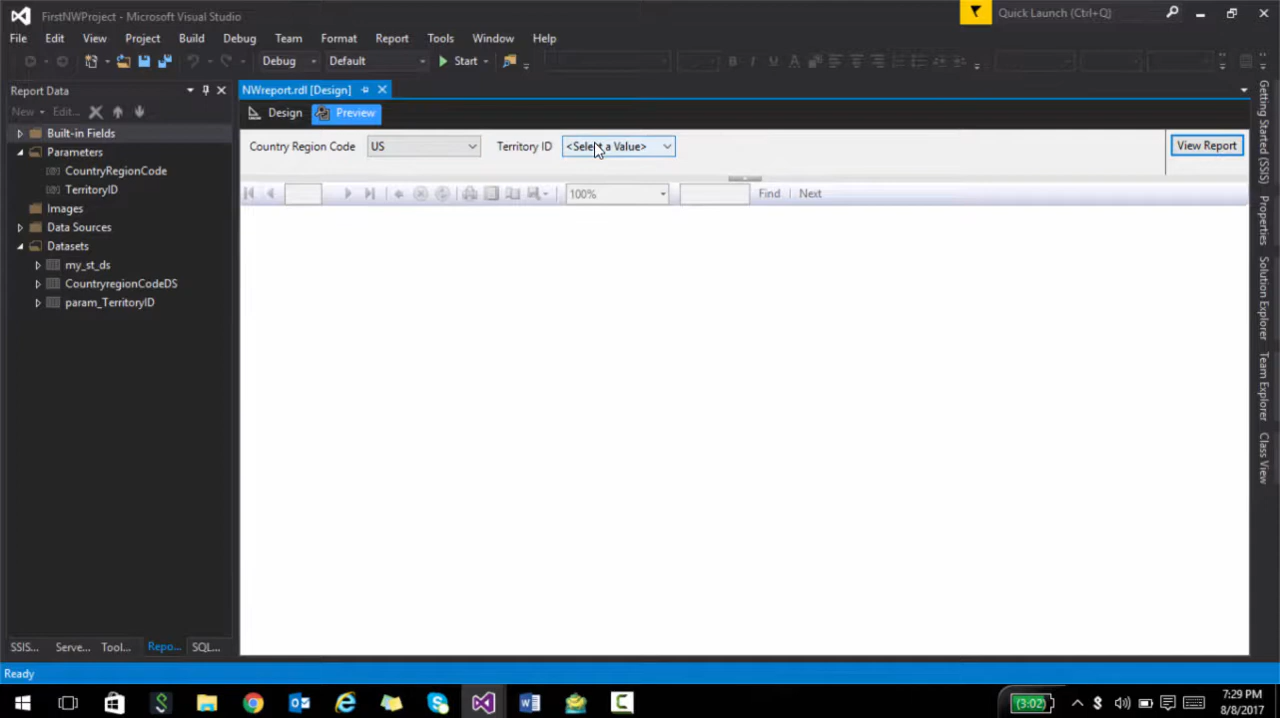 FirstNWProject - Microsoft Visual Studio
Quick Launch (Ctrl+Q)
File Edit View Project Build Debug Team Format Report Tools Window Help
Debug Default Start
Report Data
NWreport.rdl [Design]
New Edit...
Design Preview
Built-in Fields
Parameters
CountryRegionCode
TerritoryID
Images
Data Sources
Datasets
my_st_ds
CountryregionCodeDS
param_TerritoryID
Country Region Code US Territory ID <Select a Value> View Report
100% Find Next
Getting Started (SSIS)
Properties
Solution Explorer
Team Explorer
Class View
SSIS... Serve... Tool... Repo... SQL...
Ready
(3:02)
7:29 PM
8/8/2017